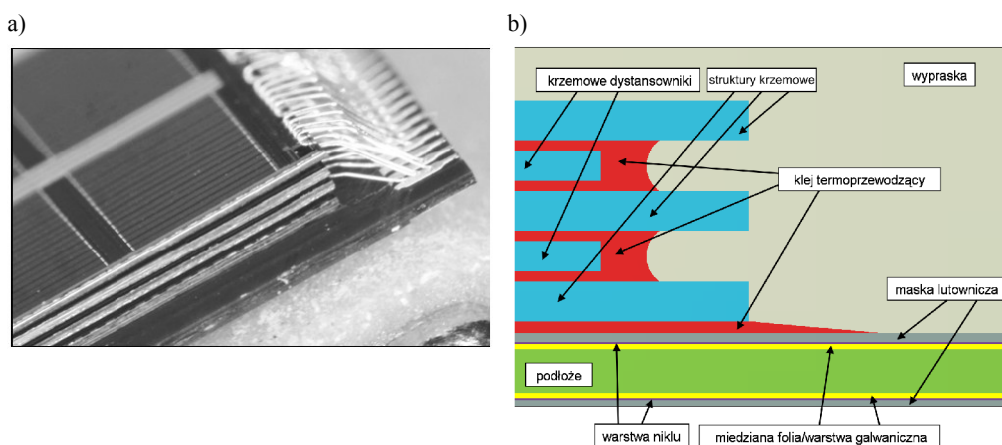 a)
b)
krzemowe dystansowniki
struktury krzemowe
wypraska
klej termoprzewodzący
maska lutownicza
podłoże
warstwa niklu
miedziana folia/warstwa galwaniczna